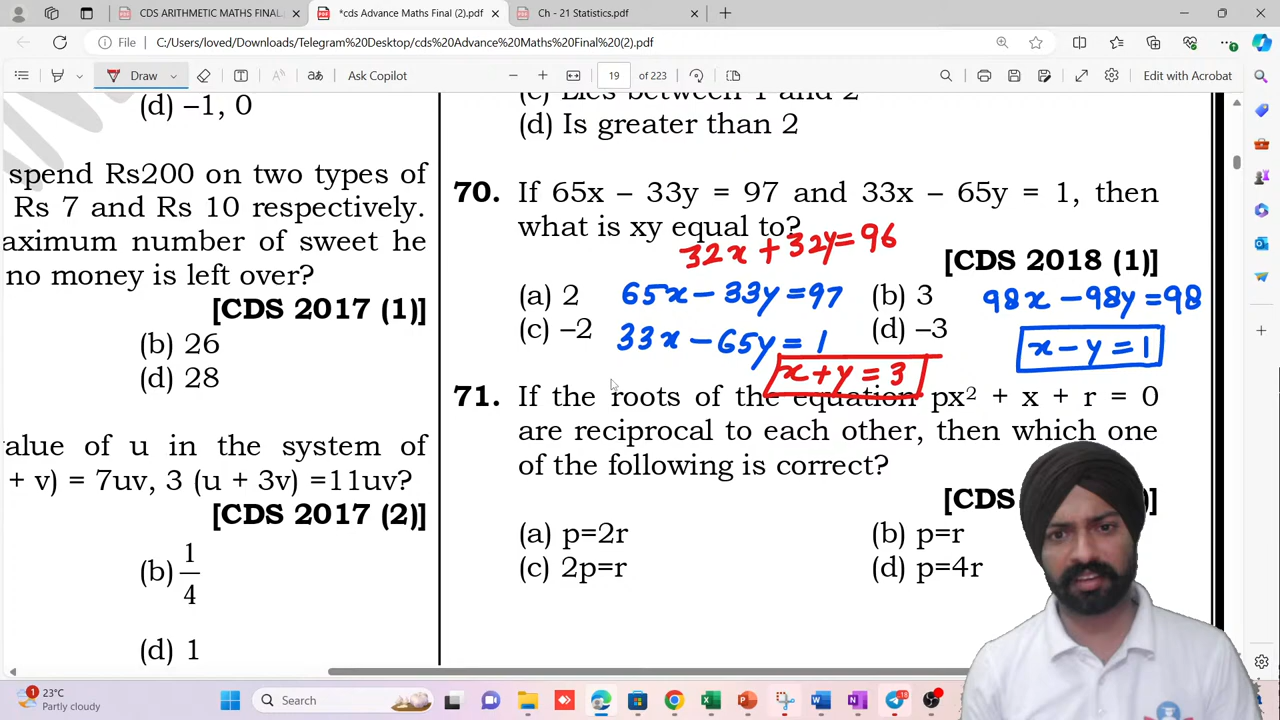 CDS ARITHMETIC MATHS FINAL
*cds Advance Maths Final (2).pdf
Ch - 21 Statistics.pdf
File
C:/Users/loved/Downloads/Telegram%20Desktop/cds%20Advance%20Maths%20Final%20(2).pdf
Draw
Ask Copilot
19 of 223
Edit with Acrobat
(d) –1, 0
spend Rs200 on two types of
Rs 7 and Rs 10 respectively.
aximum number of sweet he
no money is left over?
[CDS 2017 (1)]
(b) 26
(d) 28
alue of u in the system of
+ v) = 7uv, 3 (u + 3v) =11uv?
[CDS 2017 (2)]
(b) 1/4
(d) 1
(c) Lies between 1 and 2
(d) Is greater than 2
70. If 65x – 33y = 97 and 33x – 65y = 1, then
what is xy equal to?
32x + 32y = 96
[CDS 2018 (1)]
(a) 2
65x – 33y = 97
(b) 3
98x – 98y = 98
(c) –2
33x – 65y = 1
(d) –3
x – y = 1
x + y = 3
71. If the roots of the equation px² + x + r = 0
are reciprocal to each other, then which one
of the following is correct?
[CDS
(a) p=2r
(b) p=r
(c) 2p=r
(d) p=4r
23°C
Partly cloudy
Search